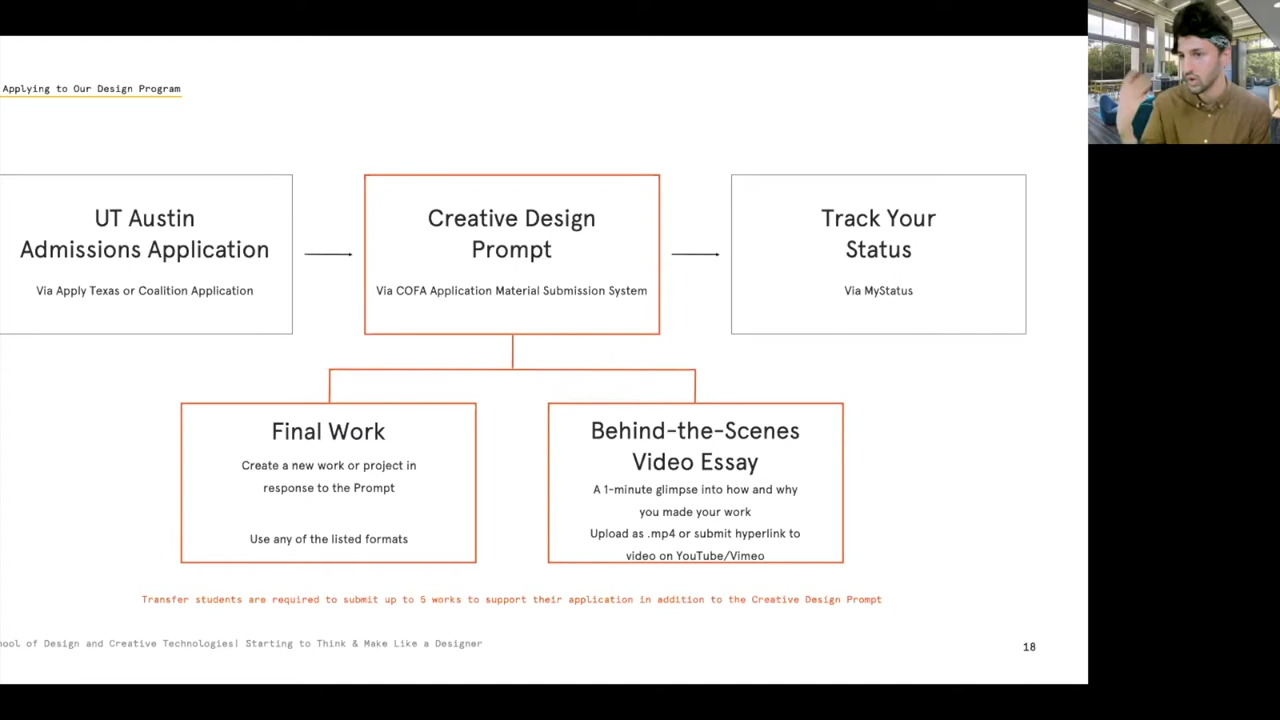 Applying to Our Design Program
UT Austin
Admissions Application
Via Apply Texas or Coalition Application
Creative Design
Prompt
Via COFA Application Material Submission System
Track Your
Status
Via MyStatus
Final Work
Create a new work or project in
response to the Prompt
Use any of the listed formats
Behind-the-Scenes
Video Essay
A 1-minute glimpse into how and why
you made your work
Upload as .mp4 or submit hyperlink to
video on YouTube/Vimeo
Transfer students are required to submit up to 5 works to support their application in addition to the Creative Design Prompt
of Design and Creative Technologies| Starting to Think & Make Like a Designer
18